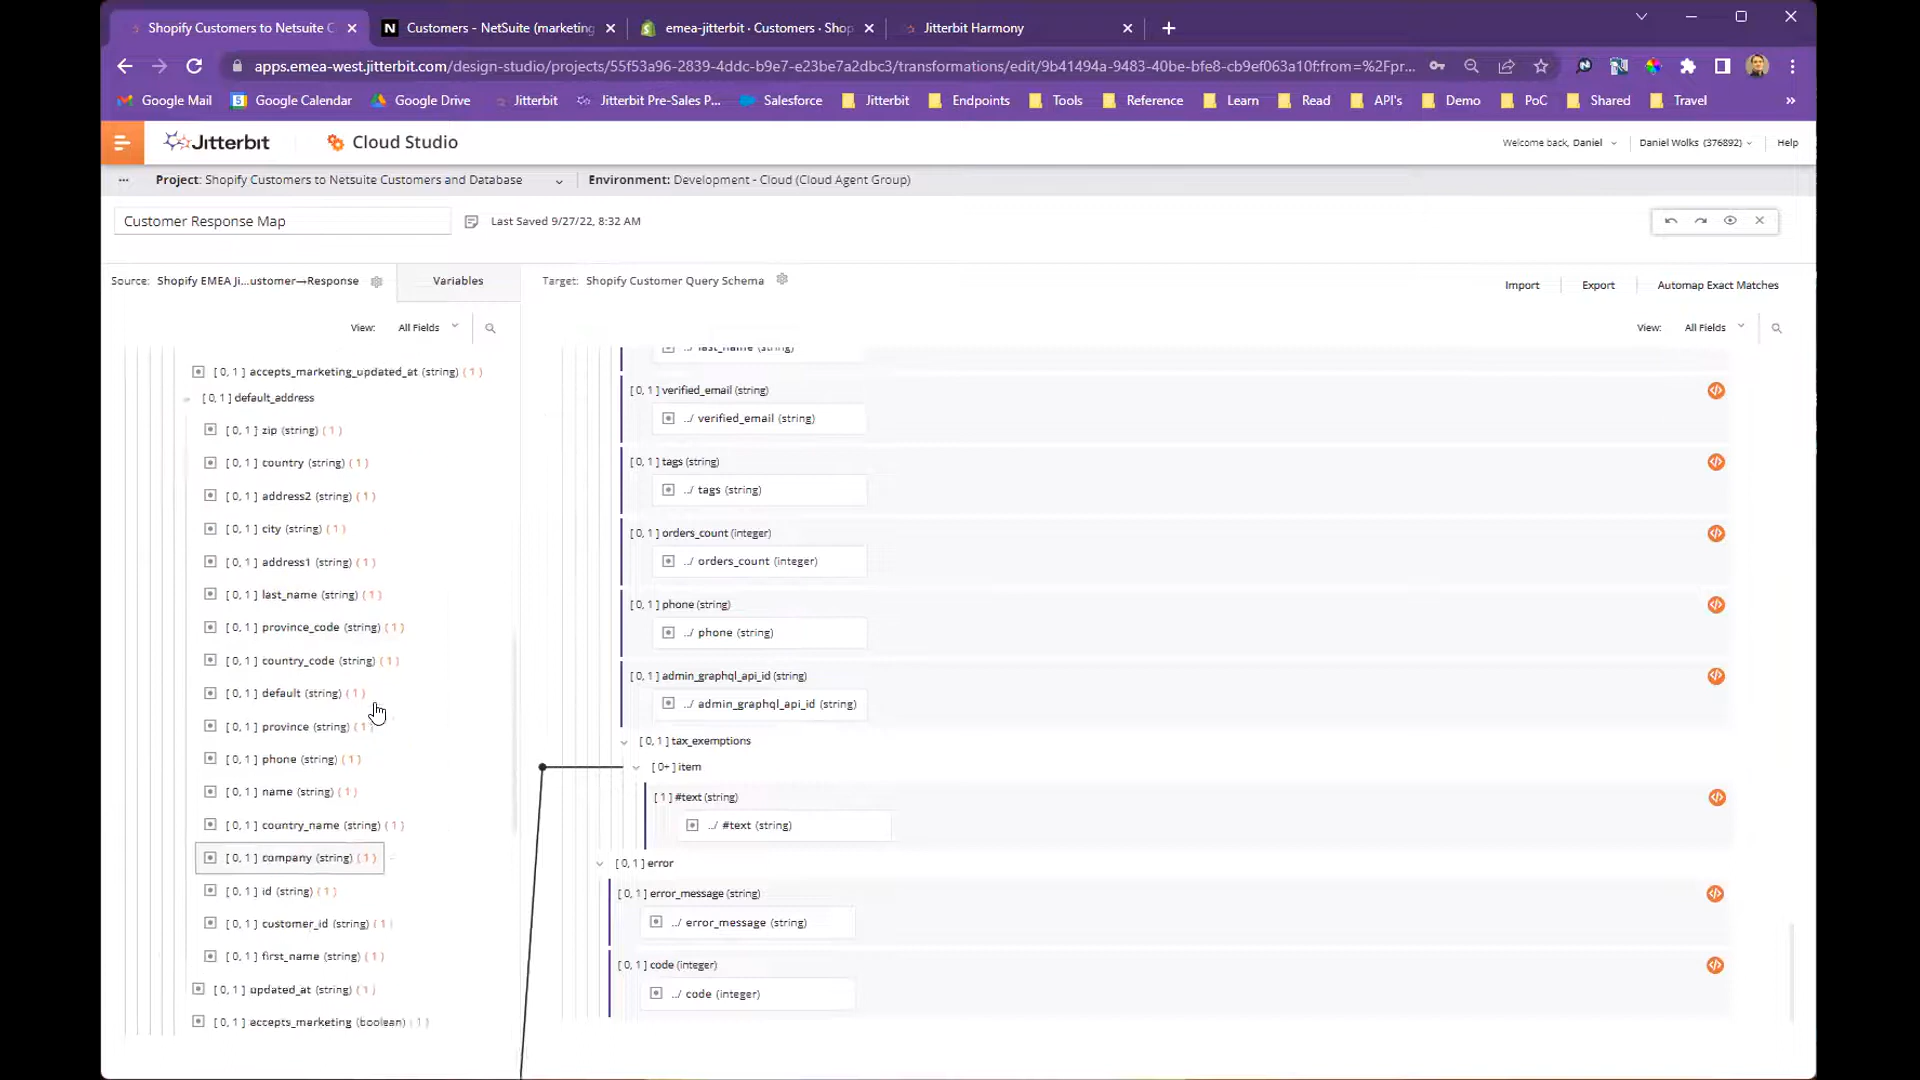 Shopify Customers to Netsuite C
Customers - NetSuite (marketing
emea-jitterbit · Customers · Shop
Jitterbit Harmony
apps.emea-west.jitterbit.com/design-studio/projects/55f53a96-2839-4ddc-b9e7-e23be7a2dbc3/transformations/edit/9b41494a-9483-40be-bfe8-cb9ef063a10f;from=%2Fpr...
Google Mail
Google Calendar
Google Drive
Jitterbit
Jitterbit Pre-Sales P...
Salesforce
Jitterbit
Endpoints
Tools
Reference
Learn
Read
API's
Demo
PoC
Shared
Travel
»
Jitterbit
Cloud Studio
Welcome back, Daniel
Daniel Wolks (376892)
Help
... Project: Shopify Customers to Netsuite Customers and Database
Environment: Development - Cloud (Cloud Agent Group)
Customer Response Map
Last Saved 9/27/22, 8:32 AM
Source: Shopify EMEA Ji...ustomer→Response
Variables
Target: Shopify Customer Query Schema
Import
Export
Automap Exact Matches
View: All Fields
View: All Fields
[ 0, 1 ] accepts_marketing_updated_at (string) ( 1 )
[ 0, 1 ] default_address
[ 0, 1 ] zip (string) ( 1 )
[ 0, 1 ] country (string) ( 1 )
[ 0, 1 ] address2 (string) ( 1 )
[ 0, 1 ] city (string) ( 1 )
[ 0, 1 ] address1 (string) ( 1 )
[ 0, 1 ] last_name (string) ( 1 )
[ 0, 1 ] province_code (string) ( 1 )
[ 0, 1 ] country_code (string) ( 1 )
[ 0, 1 ] default (string) ( 1 )
[ 0, 1 ] province (string) ( 1 )
[ 0, 1 ] phone (string) ( 1 )
[ 0, 1 ] name (string) ( 1 )
[ 0, 1 ] country_name (string) ( 1 )
[ 0, 1 ] company (string) ( 1 )
[ 0, 1 ] id (string) ( 1 )
[ 0, 1 ] customer_id (string) ( 1 )
[ 0, 1 ] first_name (string) ( 1 )
[ 0, 1 ] updated_at (string) ( 1 )
[ 0, 1 ] accepts_marketing (boolean) ( 1 )
../ last_name (string)
[ 0, 1 ] verified_email (string)
../ verified_email (string)
[ 0, 1 ] tags (string)
../ tags (string)
[ 0, 1 ] orders_count (integer)
../ orders_count (integer)
[ 0, 1 ] phone (string)
../ phone (string)
[ 0, 1 ] admin_graphql_api_id (string)
../ admin_graphql_api_id (string)
[ 0, 1 ] tax_exemptions
[ 0+ ] item
[ 1 ] #text (string)
../ #text (string)
[ 0, 1 ] error
[ 0, 1 ] error_message (string)
../ error_message (string)
[ 0, 1 ] code (integer)
../ code (integer)